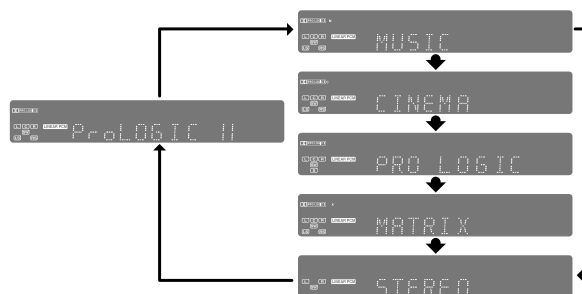 MUSIC
LINEAR PCM
CINEMA
LINEAR PCM
ProLOGIC II
LINEAR PCM
PRO LOGIC
LINEAR PCM
MATRIX
LINEAR PCM
STEREO
LINEAR PCM